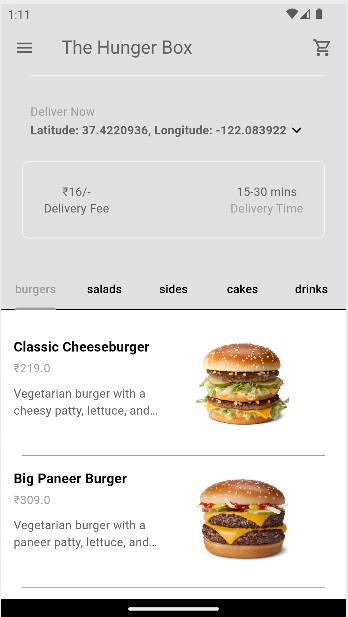 1:11
The Hunger Box
Deliver Now
Latitude: 37.4220936, Longitude: -122.083922
₹16/-
15-30 mins
Delivery Fee
Delivery Time
burgers salads sides cakes drinks
Classic Cheeseburger
₹219.0
Vegetarian burger with a
cheesy patty, lettuce, and...
Big Paneer Burger
₹309.0
Vegetarian burger with a
paneer patty, lettuce, and...